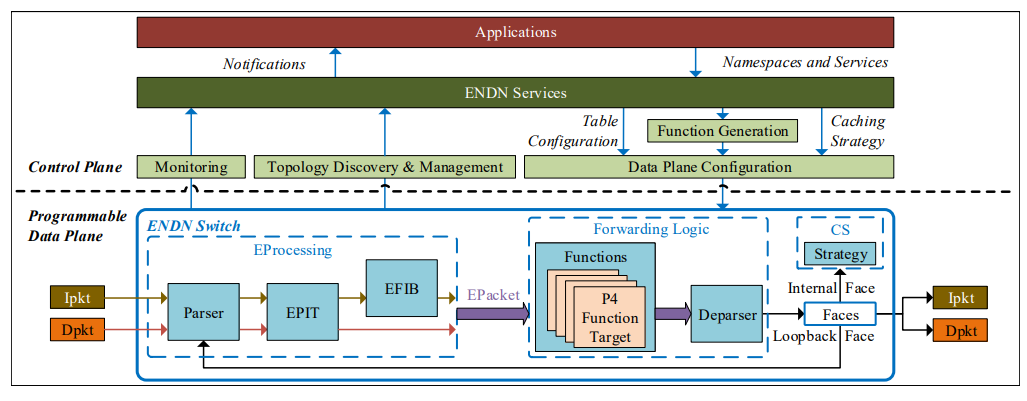 Applications
Notifications
Namespaces and Services
ENDN Services
Table
Configuration
Function Generation
Caching
Strategy
Control Plane
Monitoring
Topology Discovery & Management
Data Plane Configuration
Programmable
Data Plane
ENDN Switch
EProcessing
Forwarding Logic
CS
Strategy
Functions
P4
Function
Target
EFIB
EPacket
Internal Face
Ipkt
Dpkt
Parser
EPIT
Deparser
Faces
Loopback Face
Ipkt
Dpkt